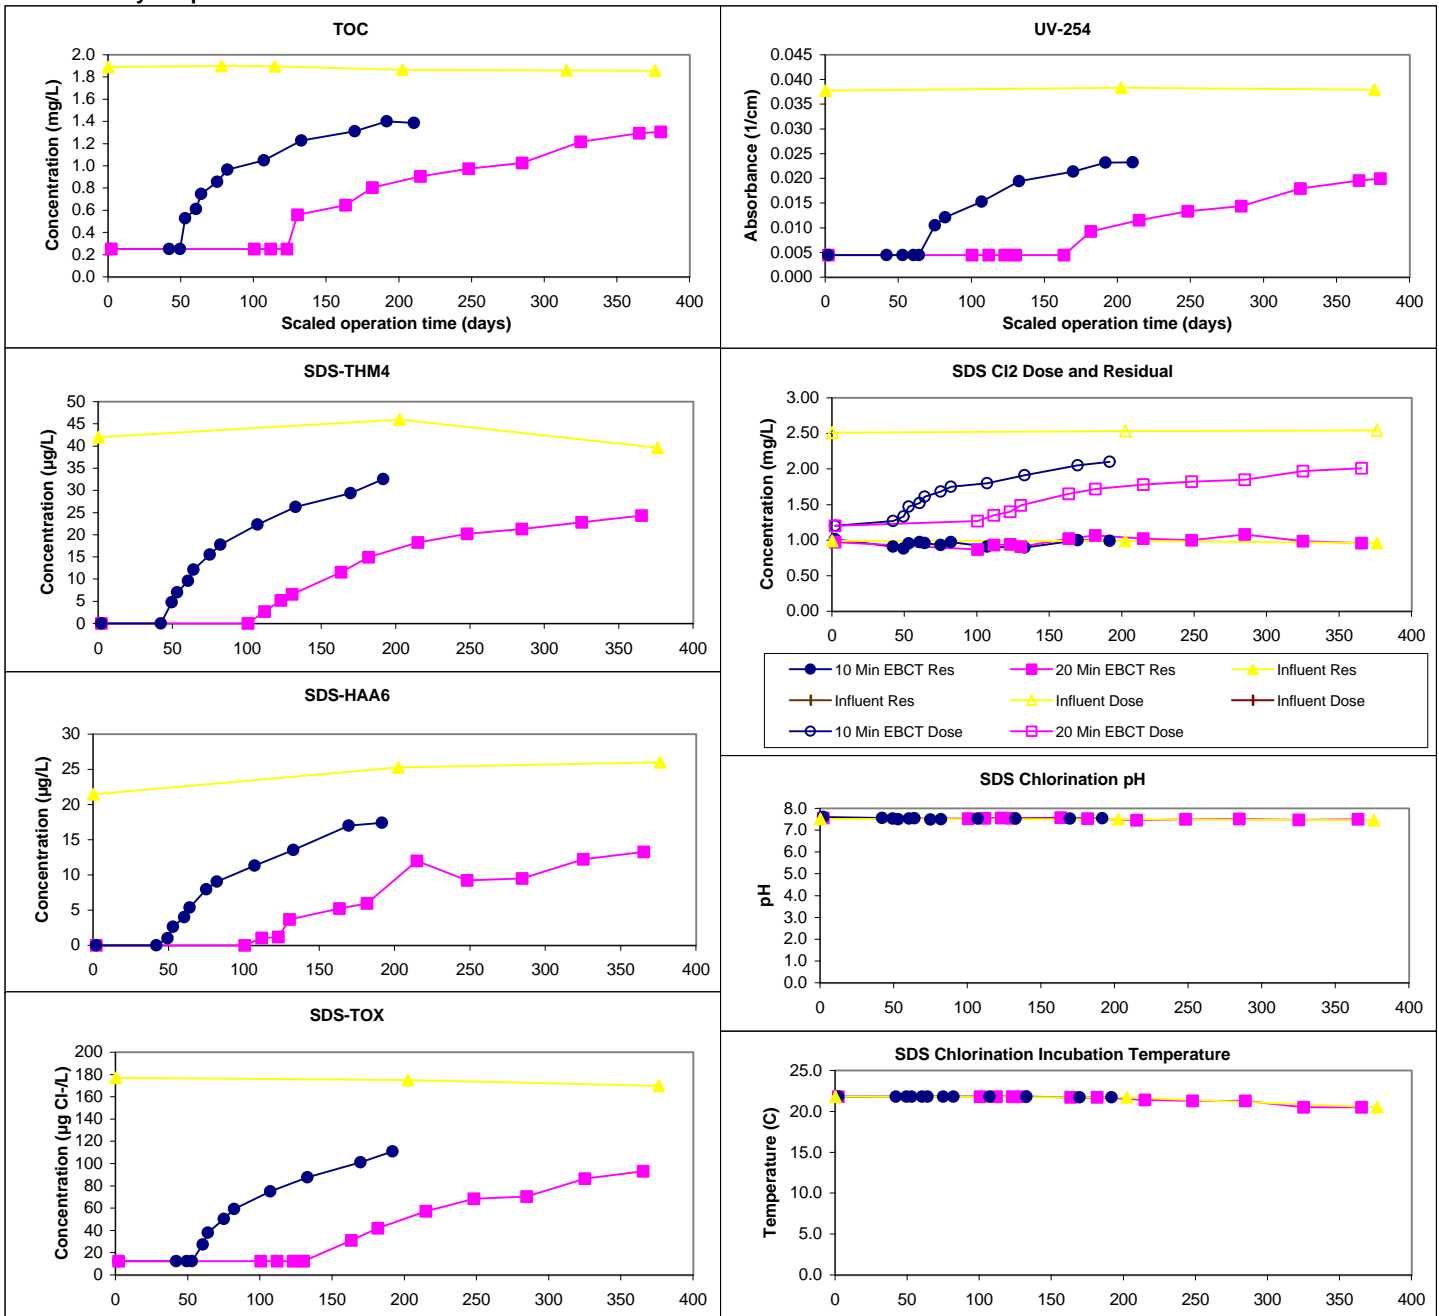 TOC
Concentration (mg/L)
2.0
1.8
1.6
1.4
1.2
1.0
0.8
0.6
0.4
0.2
0.0
0 50 100 150 200 250 300 350 400
Scaled operation time (days)
UV-254
Absorbance (1/cm)
0.045
0.040
0.035
0.030
0.025
0.020
0.015
0.010
0.005
0.000
0 50 100 150 200 250 300 350 400
Scaled operation time (days)
SDS-THM4
Concentration (µg/L)
50
45
40
35
30
25
20
15
10
5
0
0 50 100 150 200 250 300 350 400
SDS Cl2 Dose and Residual
Concentration (mg/L)
3.00
2.50
2.00
1.50
1.00
0.50
0.00
0 50 100 150 200 250 300 350 400
10 Min EBCT Res 20 Min EBCT Res Influent Res
Influent Res Influent Dose Influent Dose
10 Min EBCT Dose 20 Min EBCT Dose
SDS-HAA6
Concentration (µg/L)
30
25
20
15
10
5
0
0 50 100 150 200 250 300 350 400
SDS Chlorination pH
pH
8.0
7.0
6.0
5.0
4.0
3.0
2.0
1.0
0.0
0 50 100 150 200 250 300 350 400
SDS-TOX
Concentration (µg Cl-/L)
200
180
160
140
120
100
80
60
40
20
0
0 50 100 150 200 250 300 350 400
SDS Chlorination Incubation Temperature
Temperature (C)
25.0
20.0
15.0
10.0
5.0
0.0
0 50 100 150 200 250 300 350 400